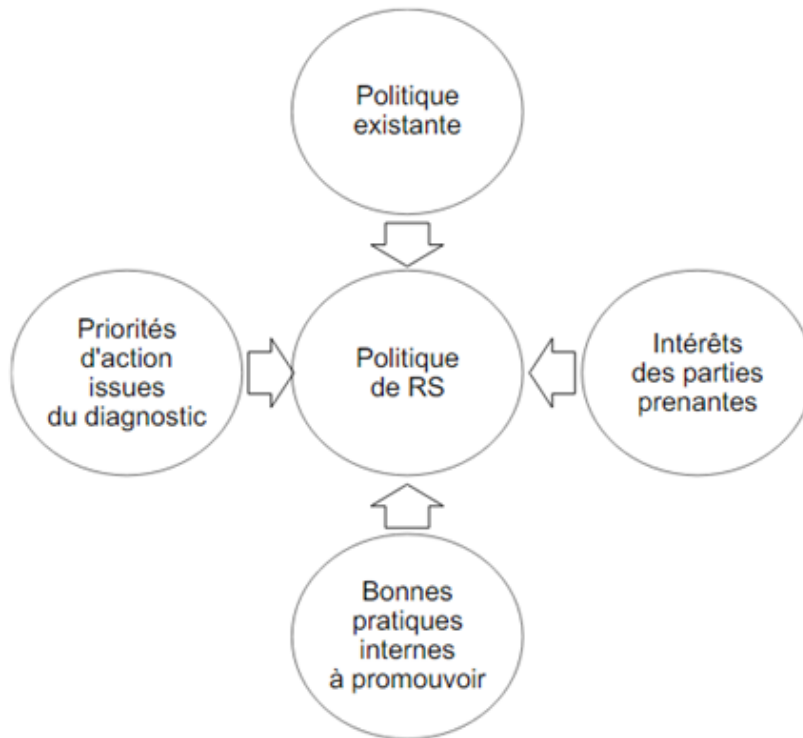 Politique
existante
Priorités
d'action
issues
du diagnostic
Politique
de RS
Intérêts
des parties
prenantes
Bonnes
pratiques
internes
à promouvoir